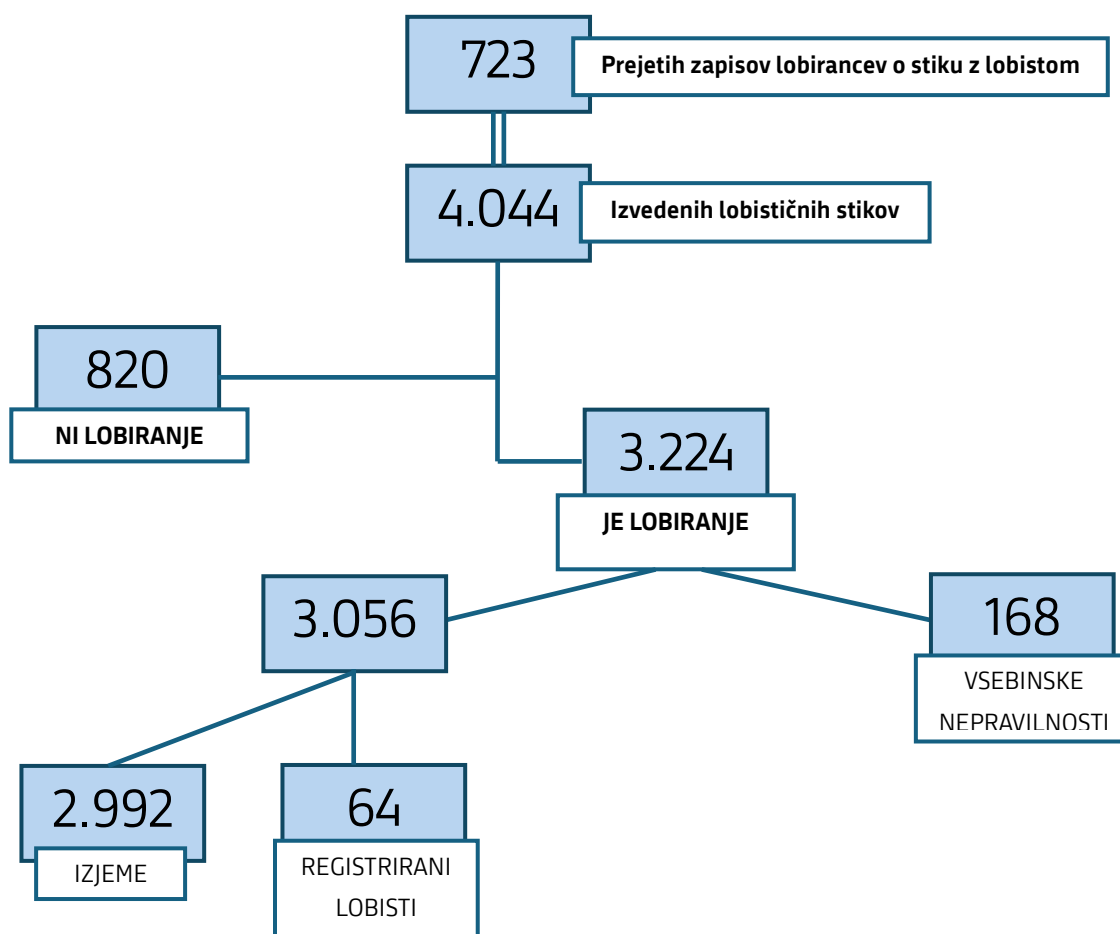 723
Prejetih zapisov lobirancev o stiku z lobistom
4.044
Izvedenih lobističnih stikov
820
NI LOBIRANJE
3.224
JE LOBIRANJE
3.056
168
VSEBINSKE
NEPRAVILNOSTI
2.992
IZJEME
64
REGISTRIRANI
LOBISTI